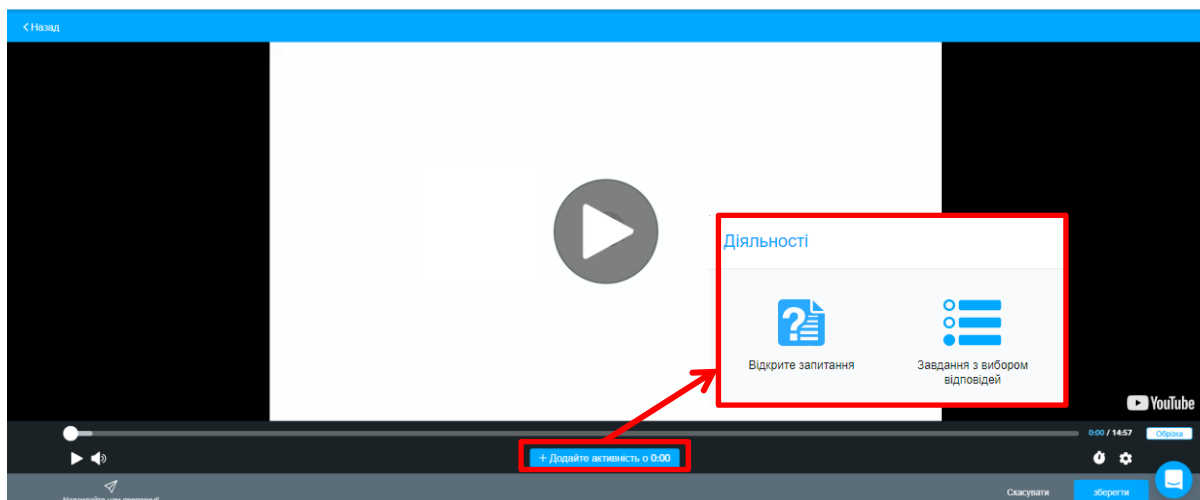 Назад
Діяльності
Відкрите запитання
Завдання з вибором
відповідей
YouTube
0:00 / 14:57
Обрізка
+ Додайте активність о 0:00
Скасувати
зберегти